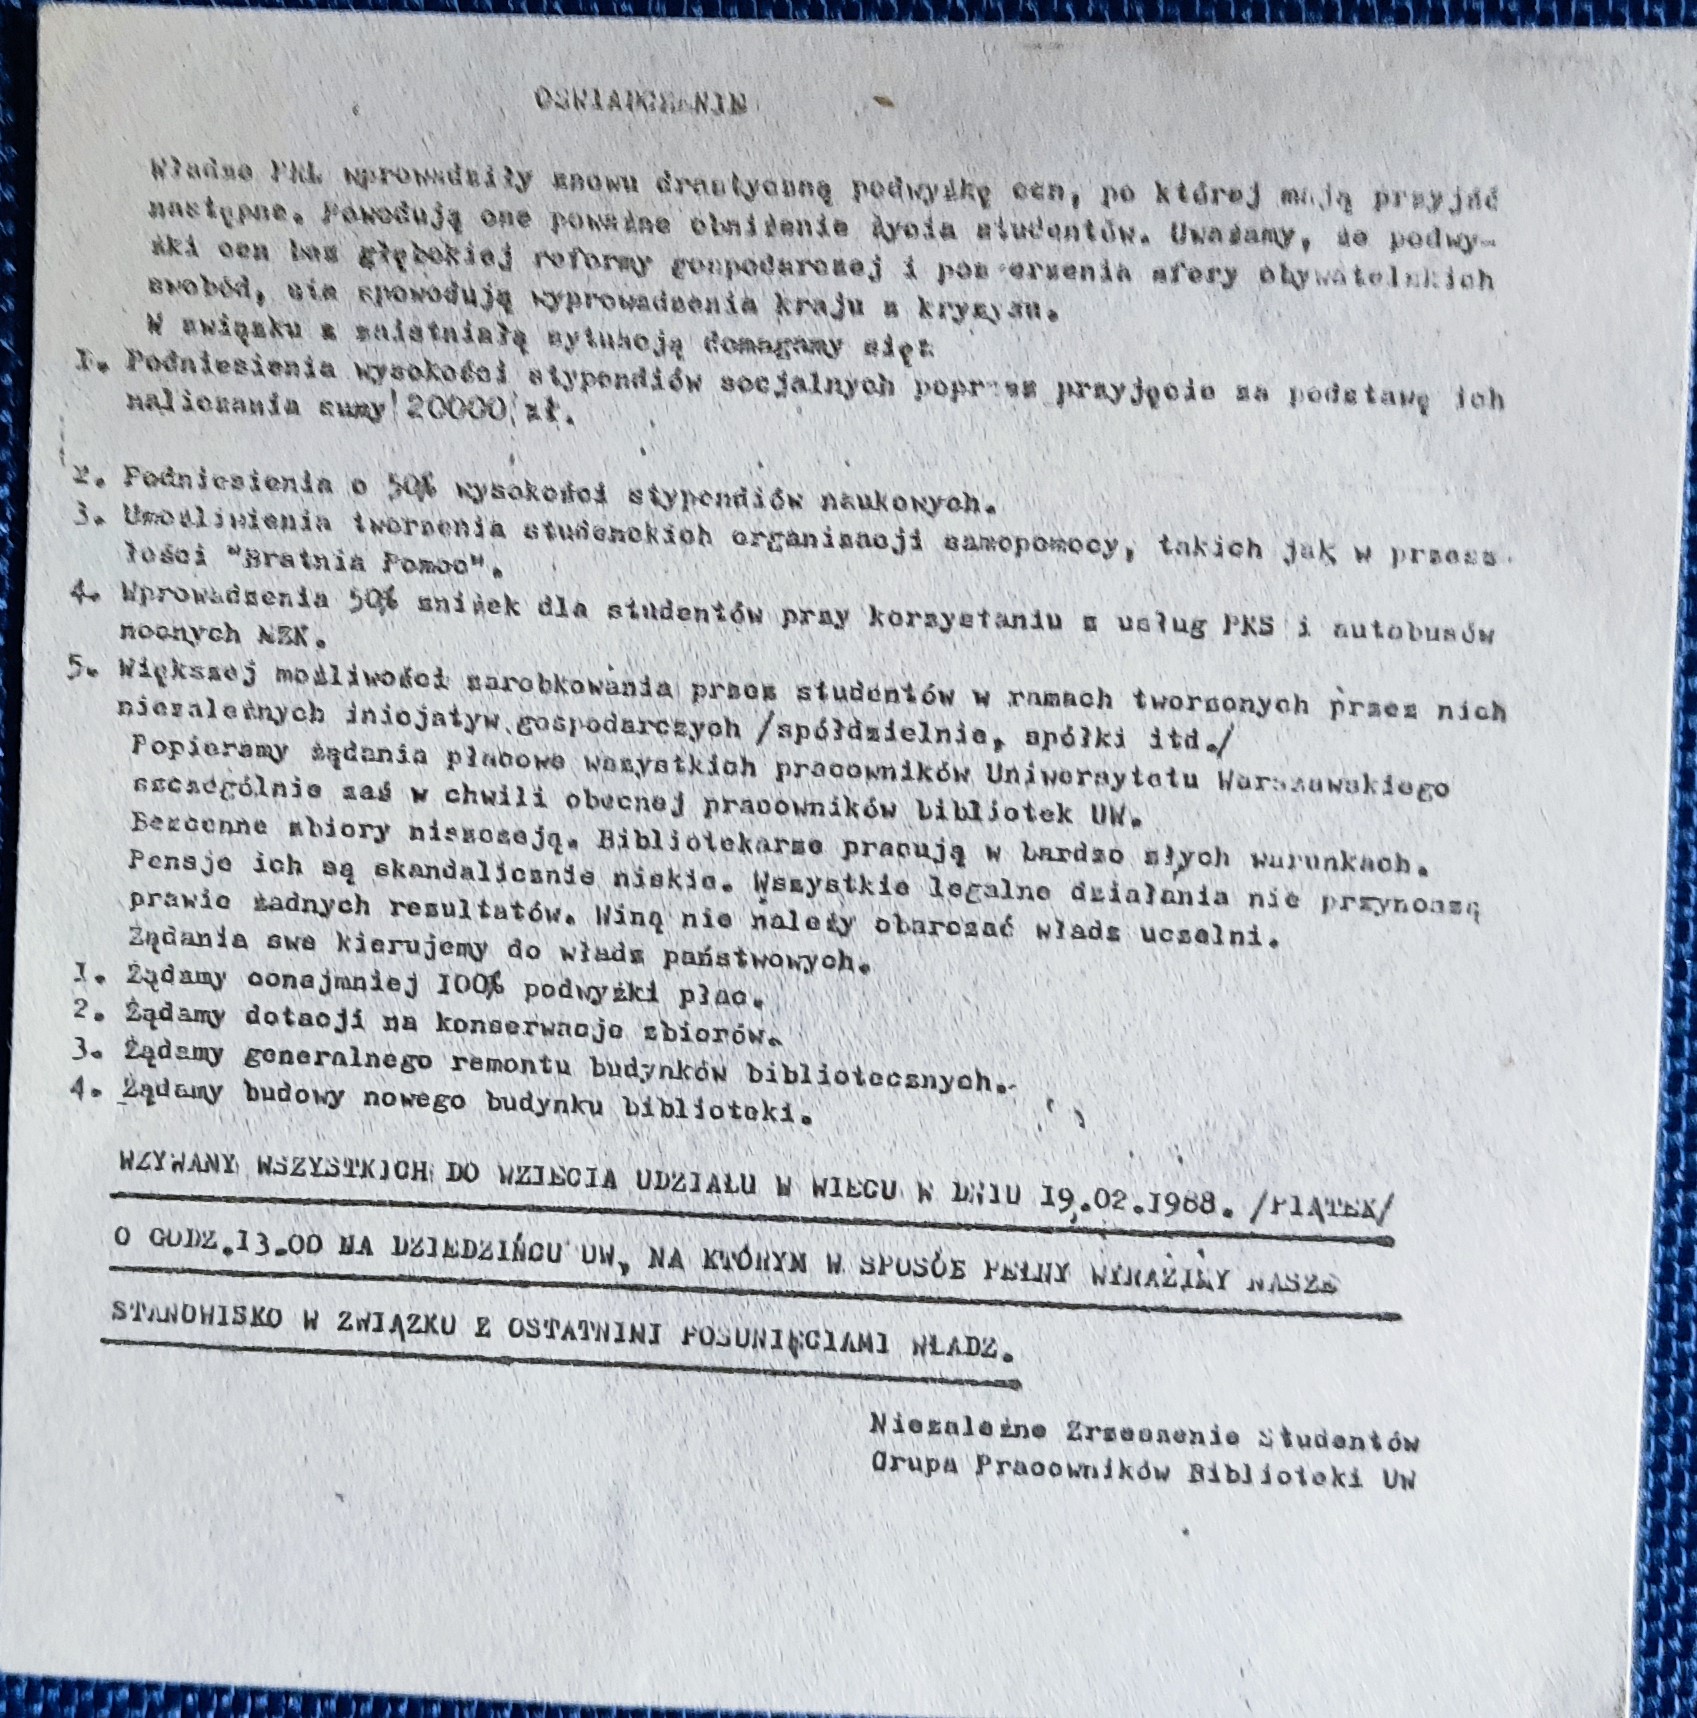 OŚWIADCZENIE
Władze PRL wprowadziły znowu drastyczną podwyżkę cen, po której mają przyjść
następne. Powodują one poważne obniżenie życia studentów. Uważamy, że podwy-
żki cen bez głębokiej reformy gospodarczej i poszerzenia sfery obywatelskich
swobód, nie spowodują wyprowadzenia kraju z kryzysu.
W związku z zaistniałą sytuacją domagamy się:
1. Podniesienia wysokości stypendiów socjalnych poprzez przyjęcie za podstawę ich
naliczania sumy 20000 zł.
2. Podniesienia o 50% wysokości stypendiów naukowych.
3. Umożliwienia tworzenia studenckich organizacji samopomocy, takich jak w przesz-
łości "Bratnia Pomoc".
4. Wprowadzenia 50% zniżek dla studentów przy korzystaniu z usług PKS i autobusów
nocnych MZK.
5. Większej możliwości zarobkowania przez studentów w ramach tworzonych przez nich
niezależnych inicjatyw gospodarczych /spółdzielnie, spółki itd./
Popieramy żądania płacowe wszystkich pracowników Uniwersytetu Warszawskiego
szczególnie zaś w chwili obecnej pracowników bibliotek UW.
Bezcenne zbiory niszczeją. Bibliotekarze pracują w bardzo złych warunkach.
Pensje ich są skandalicznie niskie. Wszystkie legalne działania nie przynoszą
prawie żadnych rezultatów. Winą nie należy obarczać władz uczelni.
Żądania swe kierujemy do władz państwowych.
1. Żądamy conajmniej 100% podwyżki płac.
2. Żądamy dotacji na konserwacje zbiorów.
3. Żądamy generalnego remontu budynków bibliotecznych.
4. Żądamy budowy nowego budynku biblioteki.
WZYWAMY WSZYSTKICH DO WZIECIA UDZIAŁU W WIECU W DNIU 19.02.1988. /PIĄTEK/
O GODZ.13.00 NA DZIEDZIŃCU UW, NA KTÓRYM W SPOSÓB PEŁNY WYRAZIMY NASZE
STANOWISKO W ZWIĄZKU Z OSTATNIMI POSUNIĘCIAMI WŁADZ.
Niezależne Zrzeszenie Studentów
Grupa Pracowników Biblioteki UW